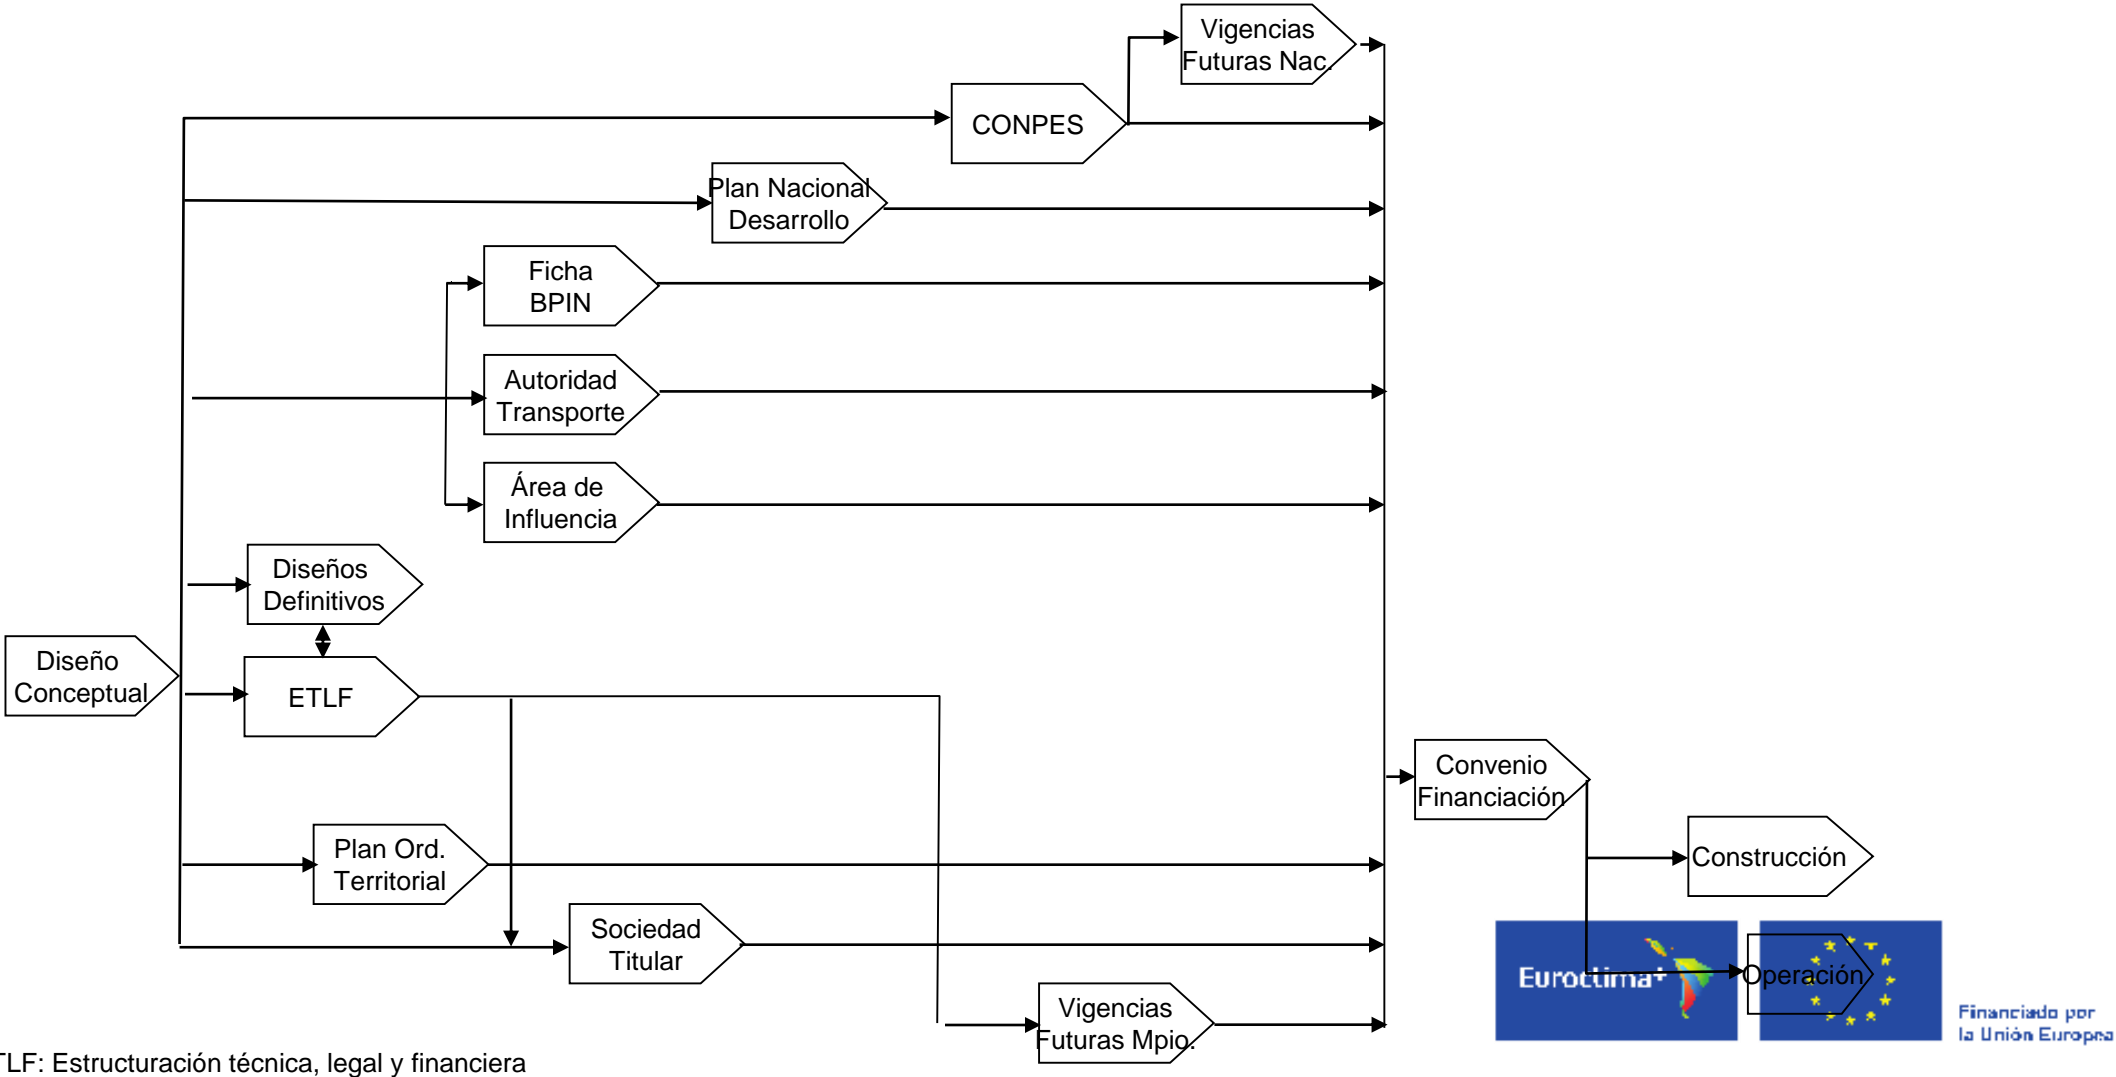 Vigencias
Futuras Nac.
CONPES
Plan Nacional
Desarrollo
Ficha
BPIN
Autoridad
Transporte
Área de
Influencia
Diseños
Definitivos
Diseño
Conceptual
ETLF
Convenio
Financiación
Plan Ord.
Territorial
Construcción
Sociedad
Titular
Euroclima+
Operación
Vigencias
Futuras Mpio.
Financiado por
la Unión Europea
TLF: Estructuración técnica, legal y financiera